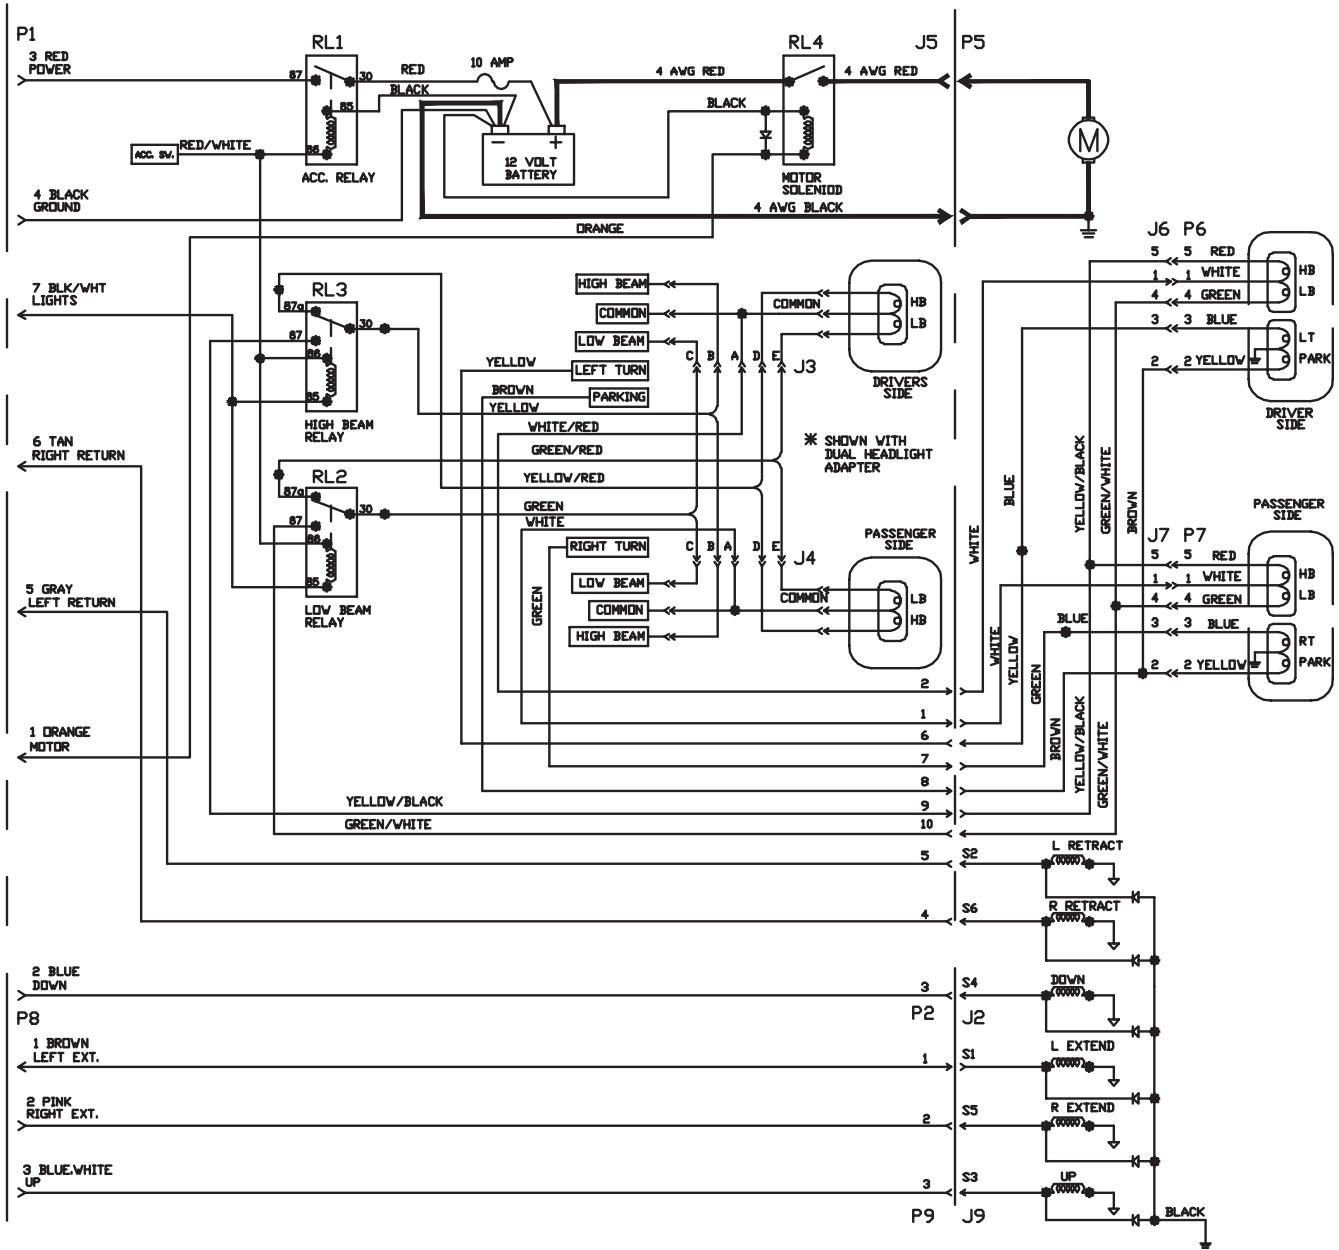 P1
3 RED
POWER
RL1
87
30
RED
10 AMP
BLACK
85
86
ACC. SW.
RED/WHITE
ACC. RELAY
−
+
12 VOLT
BATTERY
RL4
4 AWG RED
4 AWG RED
BLACK
MOTOR
SOLENIOD
J5
P5
M
4 BLACK
GROUND
4 AWG BLACK
ORANGE
7 BLK/WHT
LIGHTS
RL3
87a
30
87
86
85
HIGH BEAM
RELAY
HIGH BEAM
COMMON
LOW BEAM
LEFT TURN
PARKING
YELLOW
BROWN
YELLOW
WHITE/RED
GREEN/RED
YELLOW/RED
GREEN
WHITE
C B A D E
J3
COMMON
HB
LB
DRIVERS
SIDE
※ SHOWN WITH
DUAL HEADLIGHT
ADAPTER
J6 P6
5 5 RED
1 1 WHITE
4 4 GREEN
3 3 BLUE
2 2 YELLOW
HB
LB
LT
PARK
DRIVER
SIDE
6 TAN
RIGHT RETURN
RL2
87a
30
87
86
85
LOW BEAM
RELAY
RIGHT TURN
LOW BEAM
COMMON
HIGH BEAM
GREEN
C B A D E
J4
COMMON
PASSENGER
SIDE
LB
HB
WHITE
BLUE
YELLOW/BLACK
GREEN/WHITE
BROWN
PASSENGER
SIDE
J7 P7
5 5 RED
1 1 WHITE
4 4 GREEN
3 3 BLUE
2 2 YELLOW
HB
LB
RT
PARK
BLUE
WHITE
YELLOW
GREEN
BROWN
YELLOW/BLACK
GREEN/WHITE
5 GRAY
LEFT RETURN
1 ORANGE
MOTOR
2
1
6
7
8
YELLOW/BLACK
9
GREEN/WHITE
10
5
S2
L RETRACT
4
S6
R RETRACT
2 BLUE
DOWN
3
S4
DOWN
P8
P2
J2
1 BROWN
LEFT EXT.
1
S1
L EXTEND
2 PINK
RIGHT EXT.
2
S5
R EXTEND
3 BLUE.WHITE
UP
3
S3
UP
P9
J9
BLACK